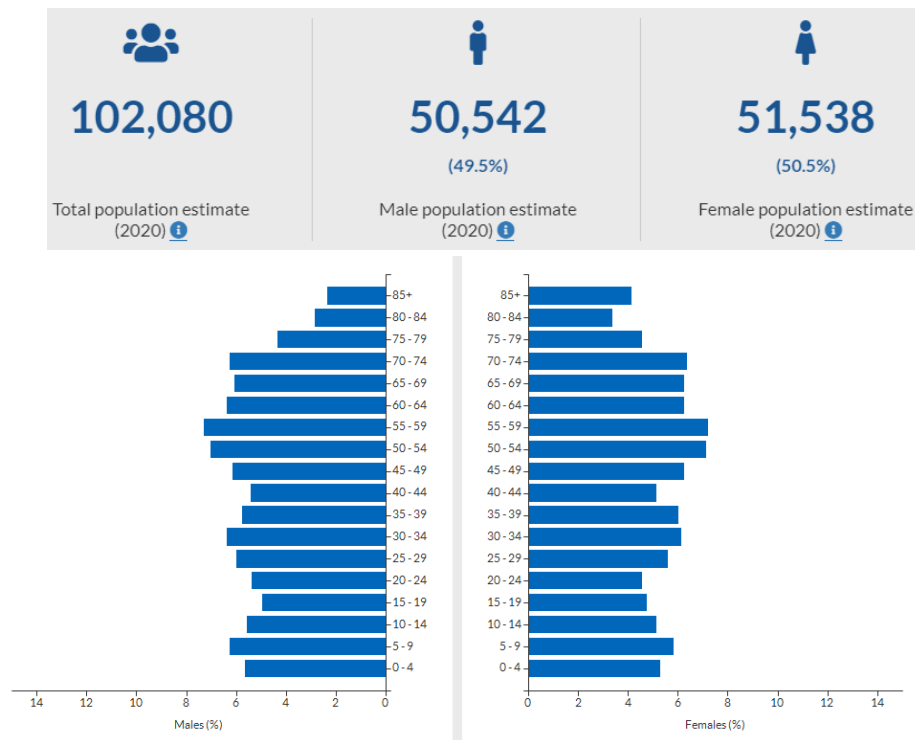 102,080
50,542
51,538
(49.5%)
(50.5%)
Total population estimate
(2020)
Male population estimate
(2020)
Female population estimate
(2020)
85+
80 - 84
75 - 79
70 - 74
65 - 69
60 - 64
55 - 59
50 - 54
45 - 49
40 - 44
35 - 39
30 - 34
25 - 29
20 - 24
15 - 19
10 - 14
5 - 9
0 - 4
14 12 10 8 6 4 2 0
Males (%)
85+
80 - 84
75 - 79
70 - 74
65 - 69
60 - 64
55 - 59
50 - 54
45 - 49
40 - 44
35 - 39
30 - 34
25 - 29
20 - 24
15 - 19
10 - 14
5 - 9
0 - 4
0 2 4 6 8 10 12 14
Females (%)